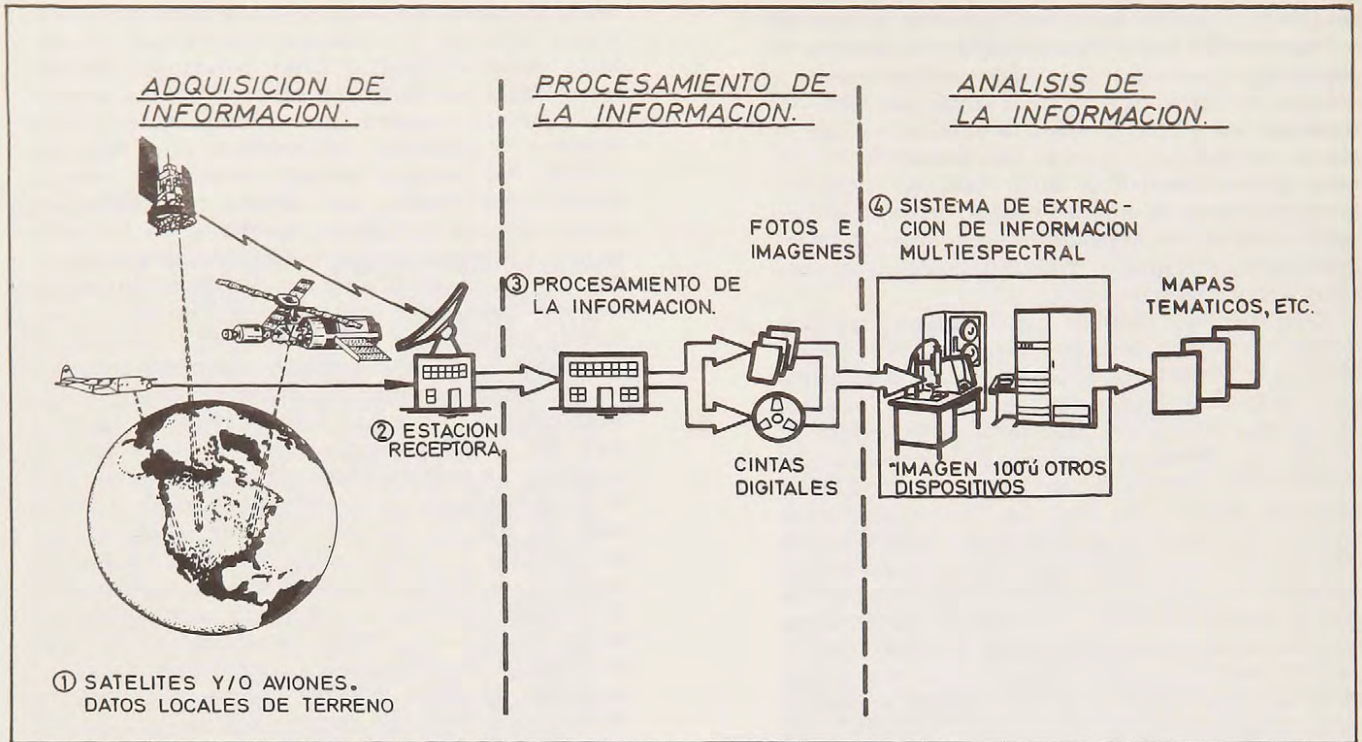 ADQUISICION DE
INFORMACION.
PROCESAMIENTO DE
LA INFORMACION.
ANALISIS DE
LA INFORMACION.
① SATELITES Y/O AVIONES.
DATOS LOCALES DE TERRENO
② ESTACION
RECEPTORA
③ PROCESAMIENTO DE
LA INFORMACION.
FOTOS E
IMAGENES
CINTAS
DIGITALES
④ SISTEMA DE EXTRAC-
CION DE INFORMACION
MULTIESPECTRAL
"IMAGEN 100" ú OTROS
DISPOSITIVOS
MAPAS
TEMATICOS, ETC.